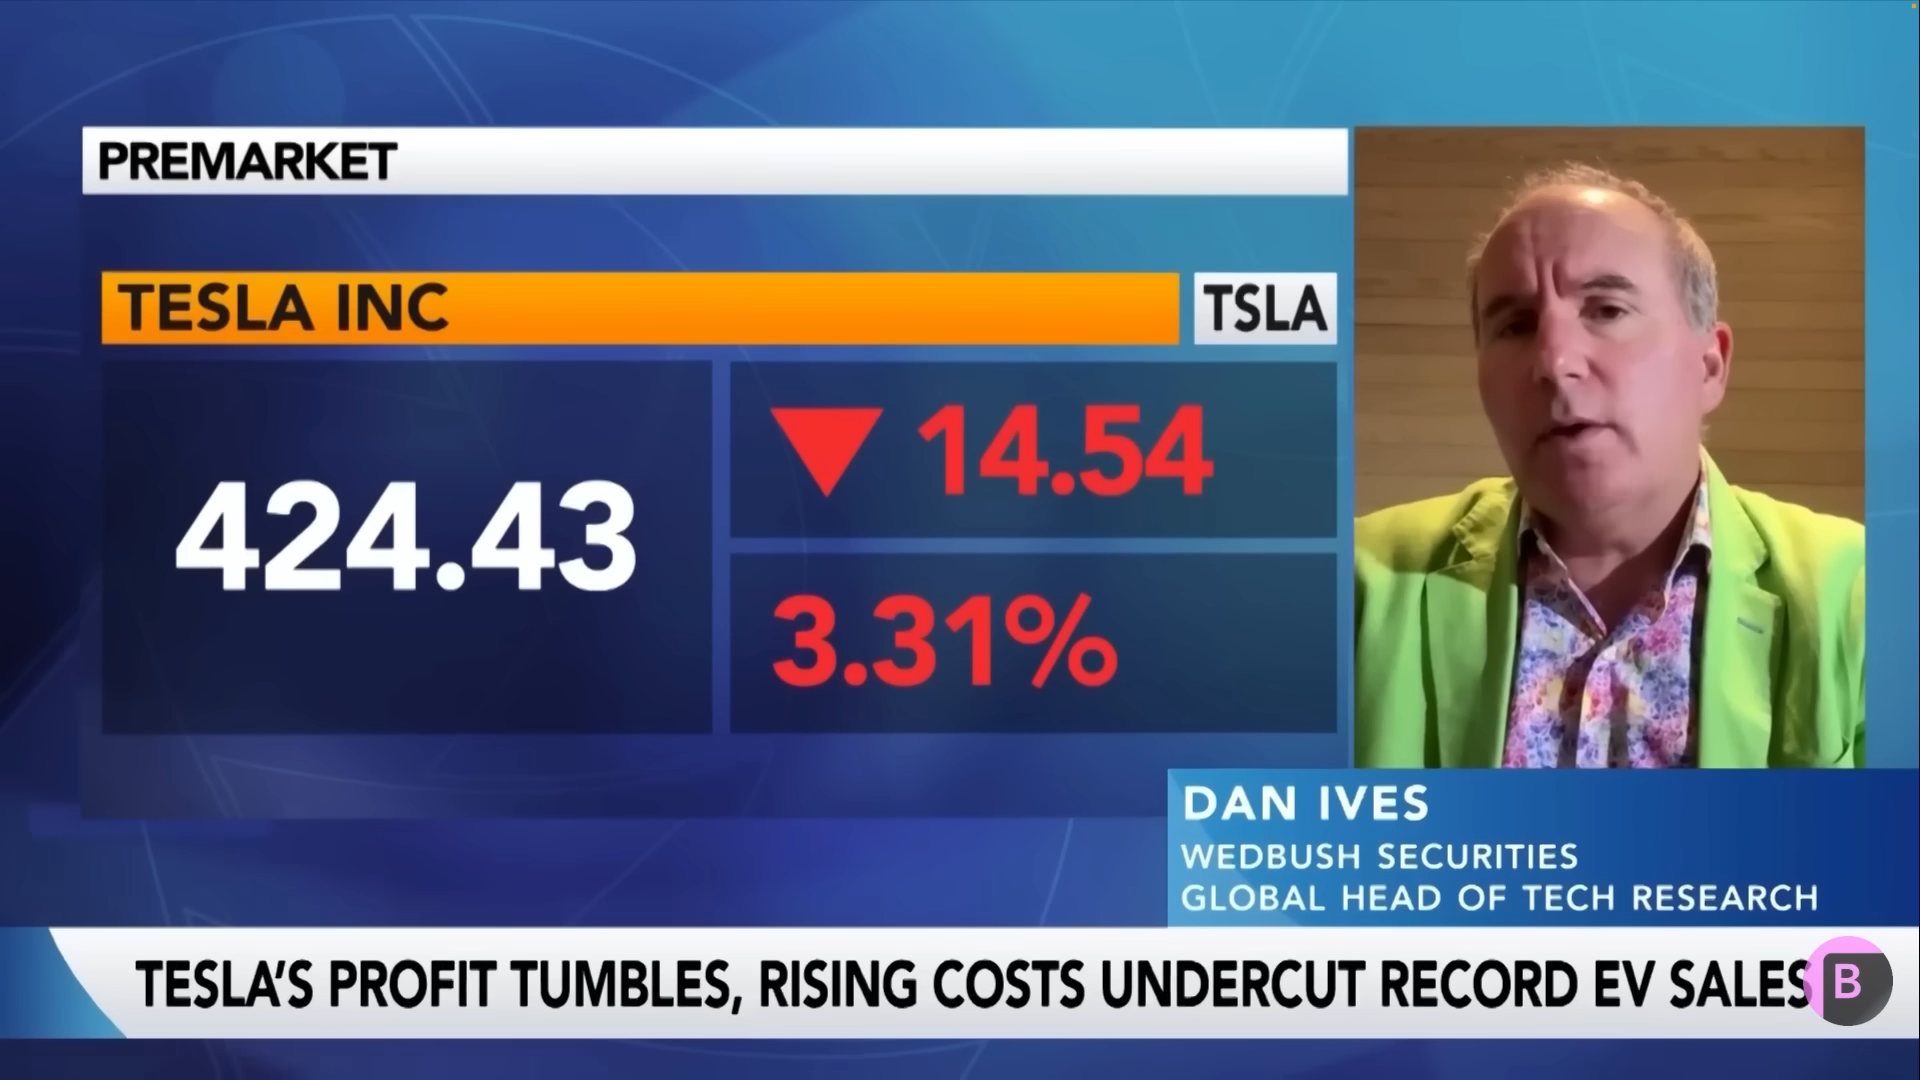 PREMARKET
TESLA INC
TSLA
424.43
14.54
3.31%
DAN IVES
WEDBUSH SECURITIES
GLOBAL HEAD OF TECH RESEARCH
TESLA'S PROFIT TUMBLES, RISING COSTS UNDERCUT RECORD EV SALES
B